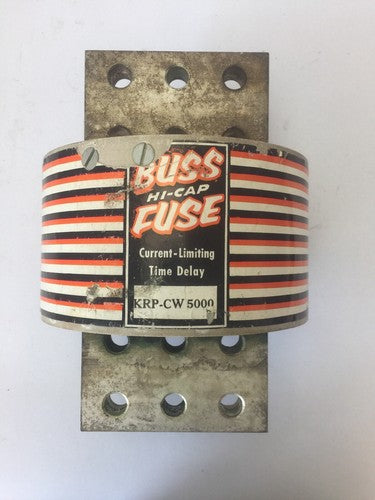 BUSS
HI-CAP
FUSE
Current-Limiting
Time Delay
KRP-CW 5000